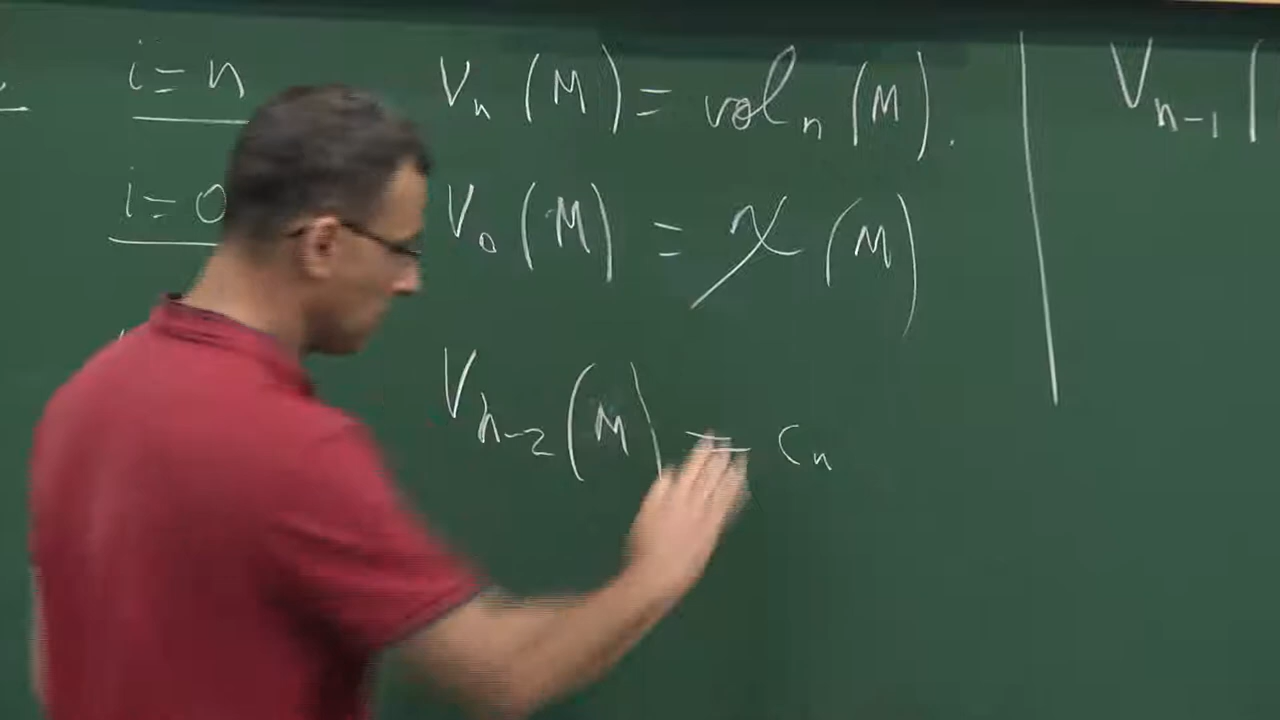 i = n V_n (M) = vol_n (M).
i = 0 V_0 (M) = χ (M)
V_{n-2} (M) = c_n
V_{n-1} (